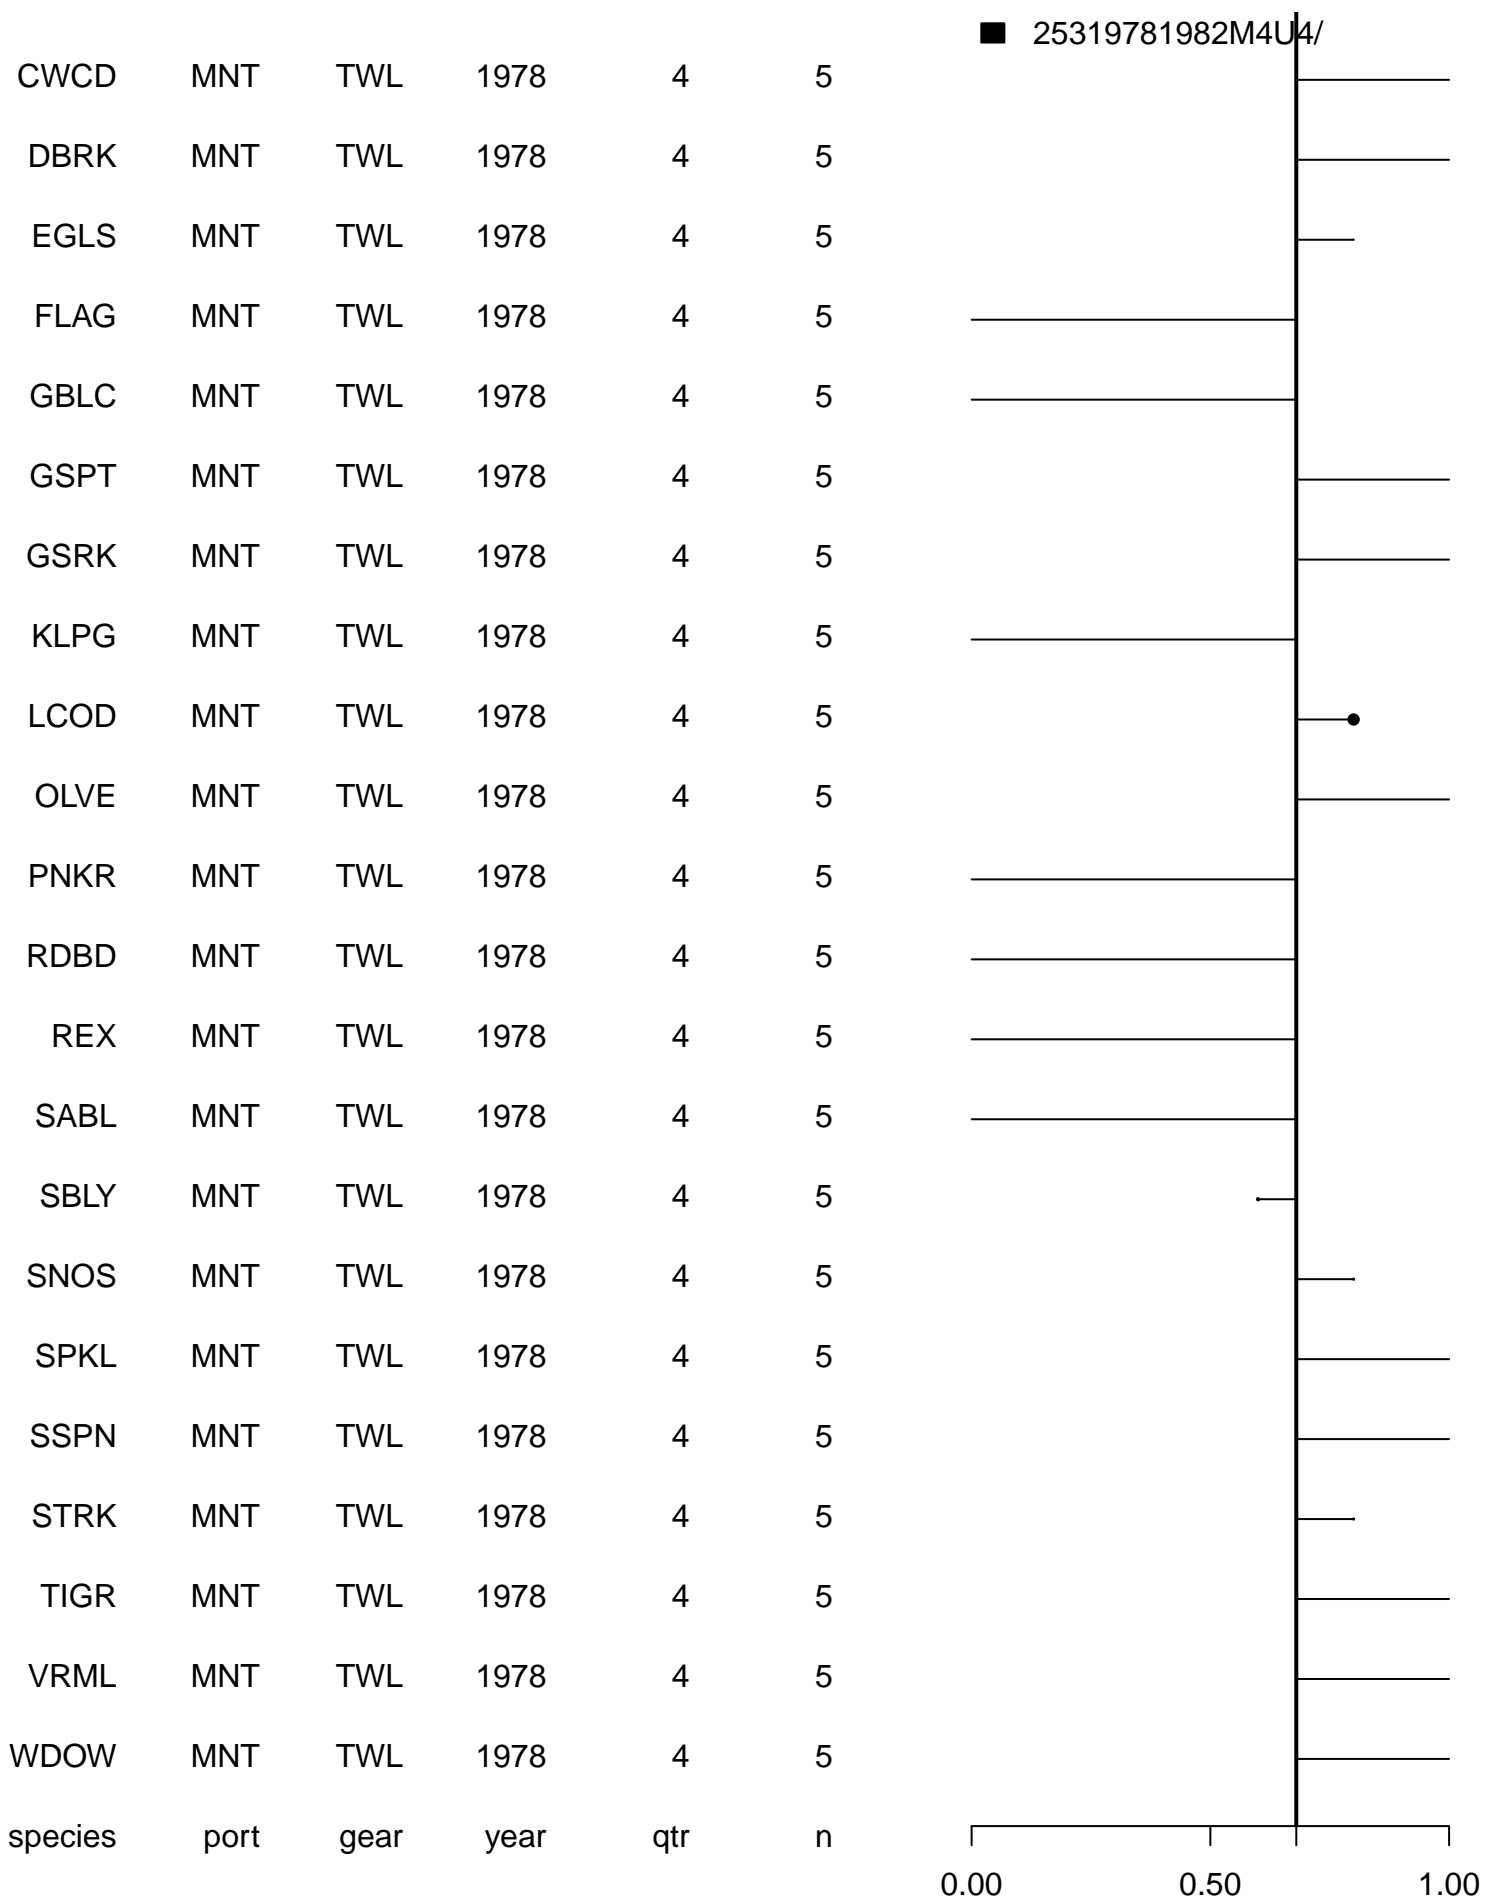 25319781982M4U4/
CWCD MNT TWL 1978 4 5
DBRK MNT TWL 1978 4 5
EGLS MNT TWL 1978 4 5
FLAG MNT TWL 1978 4 5
GBLC MNT TWL 1978 4 5
GSPT MNT TWL 1978 4 5
GSRK MNT TWL 1978 4 5
KLPG MNT TWL 1978 4 5
LCOD MNT TWL 1978 4 5
OLVE MNT TWL 1978 4 5
PNKR MNT TWL 1978 4 5
RDBD MNT TWL 1978 4 5
REX MNT TWL 1978 4 5
SABL MNT TWL 1978 4 5
SBLY MNT TWL 1978 4 5
SNOS MNT TWL 1978 4 5
SPKL MNT TWL 1978 4 5
SSPN MNT TWL 1978 4 5
STRK MNT TWL 1978 4 5
TIGR MNT TWL 1978 4 5
VRML MNT TWL 1978 4 5
WDOW MNT TWL 1978 4 5
species port gear year qtr n
0.00 0.50 1.00